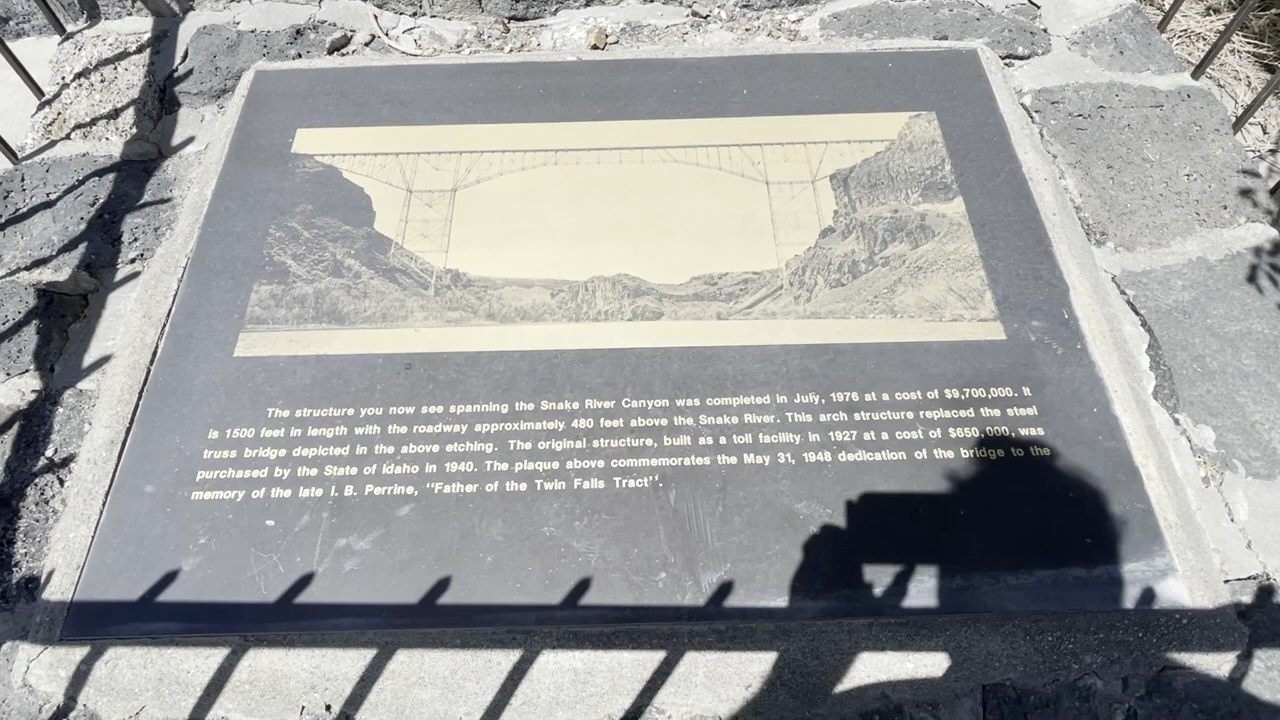 The structure you now see spanning the Snake River Canyon was completed in July, 1976 at a cost of $9,700,000. It
is 1500 feet in length with the roadway approximately 480 feet above the Snake River. This arch structure replaced the steel
truss bridge depicted in the above etching. The original structure, built as a toll facility in 1927 at a cost of $650,000, was
purchased by the State of Idaho in 1940. The plaque above commemorates the May 31, 1948 dedication of the bridge to the
memory of the late I. B. Perrine, “Father of the Twin Falls Tract”.